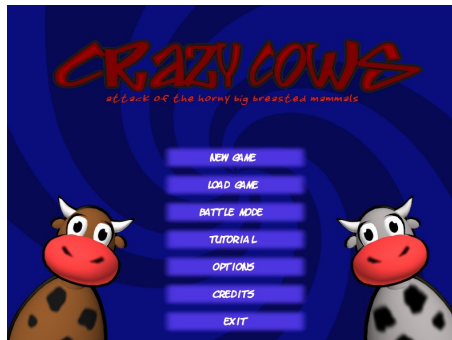 CRAZY COWS
attack of the horny big breasted mammals
NEW GAME
LOAD GAME
BATTLE MODE
TUTORIAL
OPTIONS
CREDITS
EXIT